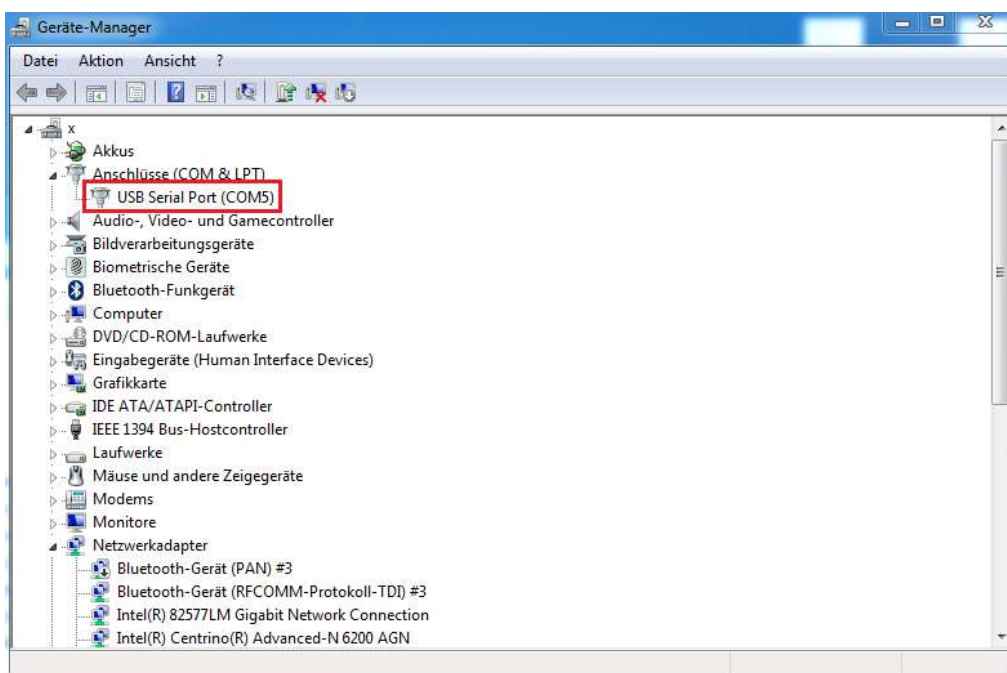 Geräte-Manager
Datei Aktion Ansicht ?
x
Akkus
Anschlüsse (COM & LPT)
USB Serial Port (COM5)
Audio-, Video- und Gamecontroller
Bildverarbeitungsgeräte
Biometrische Geräte
Bluetooth-Funkgerät
Computer
DVD/CD-ROM-Laufwerke
Eingabegeräte (Human Interface Devices)
Grafikkarte
IDE ATA/ATAPI-Controller
IEEE 1394 Bus-Hostcontroller
Laufwerke
Mäuse und andere Zeigegeräte
Modems
Monitore
Netzwerkadapter
Bluetooth-Gerät (PAN) #3
Bluetooth-Gerät (RFCOMM-Protokoll-TDI) #3
Intel(R) 82577LM Gigabit Network Connection
Intel(R) Centrino(R) Advanced-N 6200 AGN